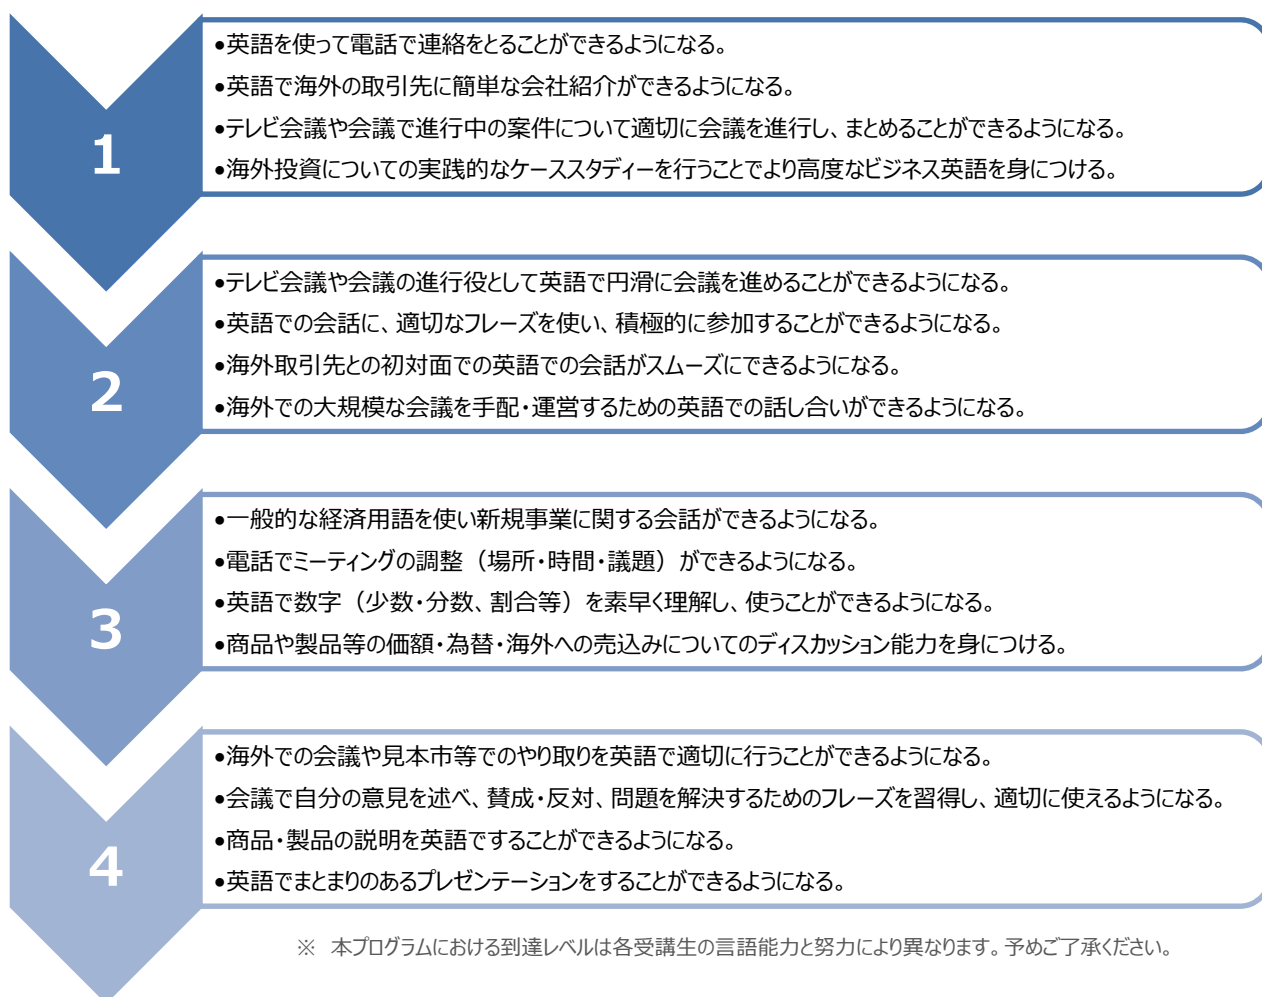 1
•英語を使って電話で連絡をとることができるようになる。
•英語で海外の取引先に簡単な会社紹介ができるようになる。
•テレビ会議や会議で進行中の案件について適切に会議を進行し、まとめることができるようになる。
•海外投資についての実践的なケーススタディーを行うことでより高度なビジネス英語を身につける。
2
•テレビ会議や会議の進行役として英語で円滑に会議を進めることができるようになる。
•英語での会話に、適切なフレーズを使い、積極的に参加することができるようになる。
•海外取引先との初対面での英語での会話がスムーズにできるようになる。
•海外での大規模な会議を手配・運営するための英語での話し合いができるようになる。
3
•一般的な経済用語を使い新規事業に関する会話ができるようになる。
•電話でミーティングの調整（場所・時間・議題）ができるようになる。
•英語で数字（少数・分数、割合等）を素早く理解し、使うことができるようになる。
•商品や製品等の価額・為替・海外への売込みについてのディスカッション能力を身につける。
4
•海外での会議や見本市等でのやり取りを英語で適切に行うことができるようになる。
•会議で自分の意見を述べ、賛成・反対、問題を解決するためのフレーズを習得し、適切に使えるようになる。
•商品・製品の説明を英語ですることができるようになる。
•英語でまとまりのあるプレゼンテーションをすることができるようになる。
※　本プログラムにおける到達レベルは各受講生の言語能力と努力により異なります。予めご了承ください。